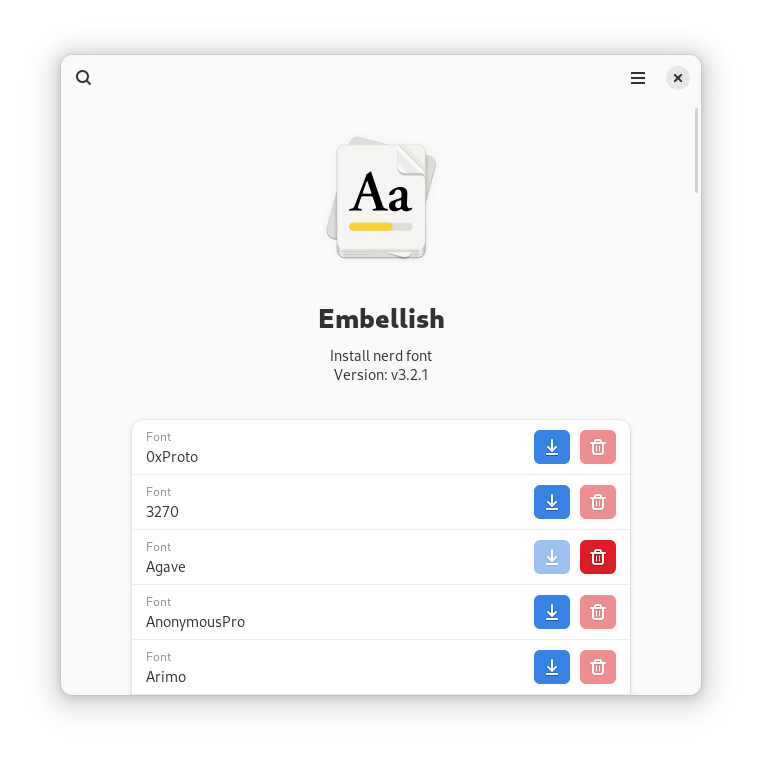 Aa
Embellish
Install nerd font
Version: v3.2.1
Font
0xProto
Font
3270
Font
Agave
Font
AnonymousPro
Font
Arimo